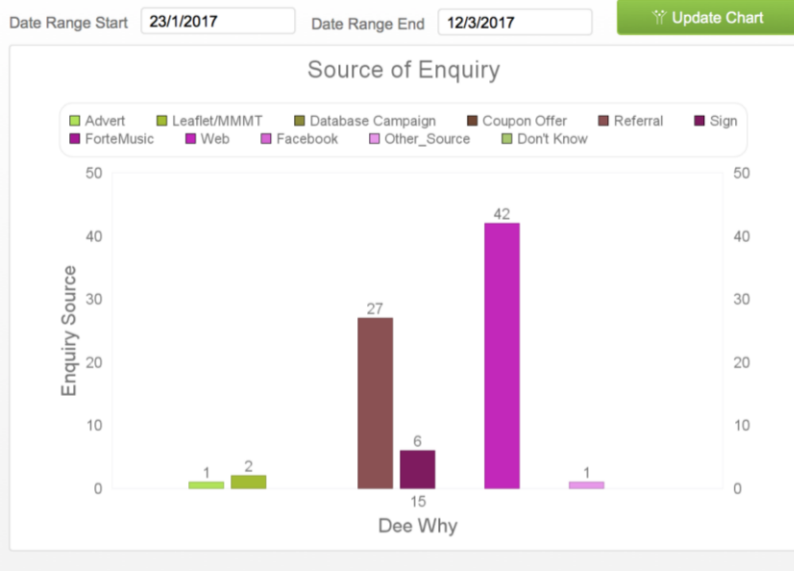 Date Range Start 23/1/2017 Date Range End 12/3/2017 Update Chart
Source of Enquiry
Advert Leaflet/MMMT Database Campaign Coupon Offer Referral Sign
ForteMusic Web Facebook Other_Source Don't Know
50 50
42
40 40
30 30
27
20 20
10 10
6
1 2 1
0 0
15
Enquiry Source
Dee Why